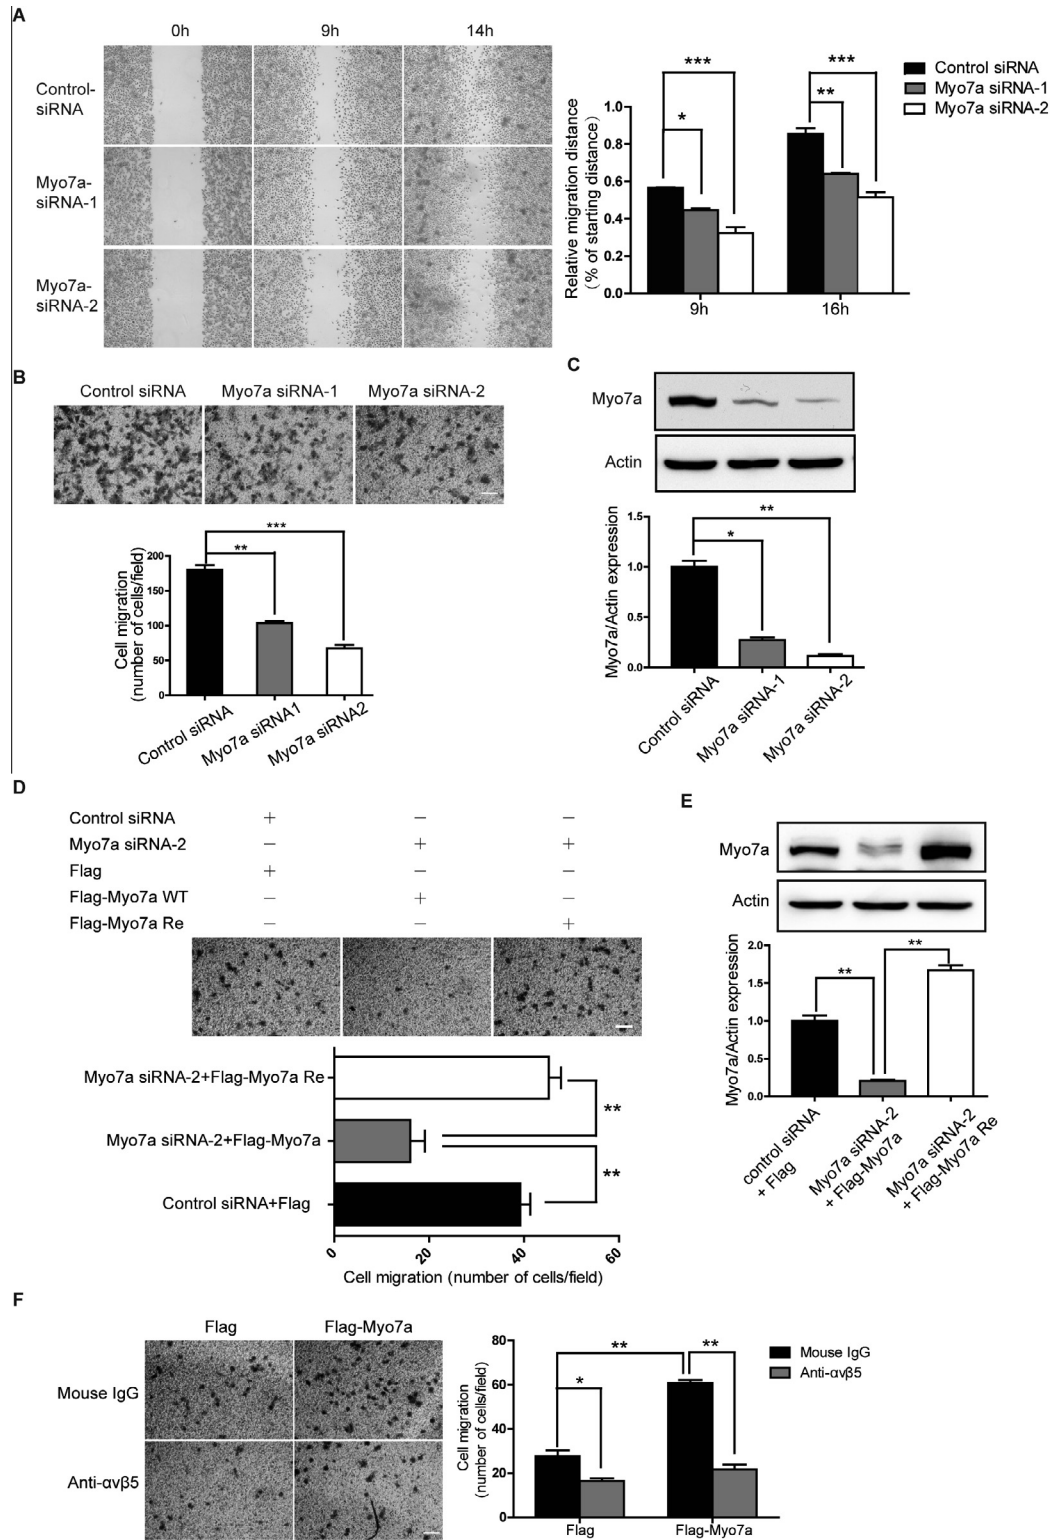 A
0h 9h 14h
Control-
siRNA
Myo7a-
siRNA-1
Myo7a-
siRNA-2
Relative migration distance
(% of starting distance)
1.0
0.8
0.6
0.4
0.2
0.0
* *** ** ***
9h 16h
Control siRNA
Myo7a siRNA-1
Myo7a siRNA-2
B
Control siRNA Myo7a siRNA-1 Myo7a siRNA-2
Cell migration
(number of cells/field)
200
150
100
50
0
***
**
Control siRNA Myo7a siRNA1 Myo7a siRNA2
C
Myo7a
Actin
Myo7a/Actin expression
1.5
1.0
0.5
0.0
**
*
Control siRNA Myo7a siRNA-1 Myo7a siRNA-2
D
Control siRNA + − −
Myo7a siRNA-2 − + +
Flag + − −
Flag-Myo7a WT − + −
Flag-Myo7a Re − − +
Myo7a siRNA-2+Flag-Myo7a Re
Myo7a siRNA-2+Flag-Myo7a
Control siRNA+Flag
**
**
0 20 40 60
Cell migration (number of cells/field)
E
Myo7a
Actin
Myo7a/Actin expression
2.0
1.5
1.0
0.5
0.0
**
**
control siRNA
+ Flag
Myo7a siRNA-2
+ Flag-Myo7a
Myo7a siRNA-2
+ Flag-Myo7a Re
F
Flag Flag-Myo7a
Mouse IgG
Anti-αvβ5
Cell migration
(number of cells/field)
80
60
40
20
0
** **
*
Flag Flag-Myo7a
Mouse IgG
Anti-αvβ5